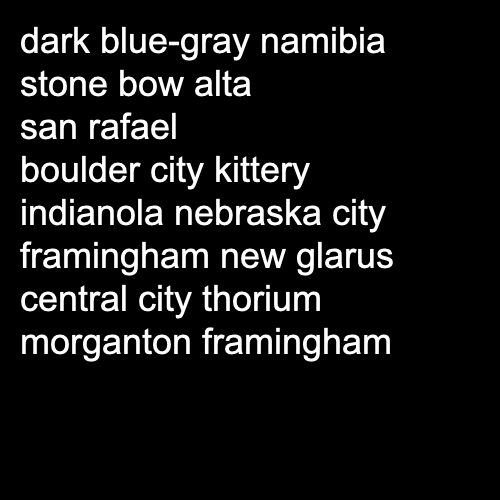 dark blue-gray namibia
stone bow alta
san rafael
boulder city kittery
indianola nebraska city
framingham new glarus
central city thorium
morganton framingham